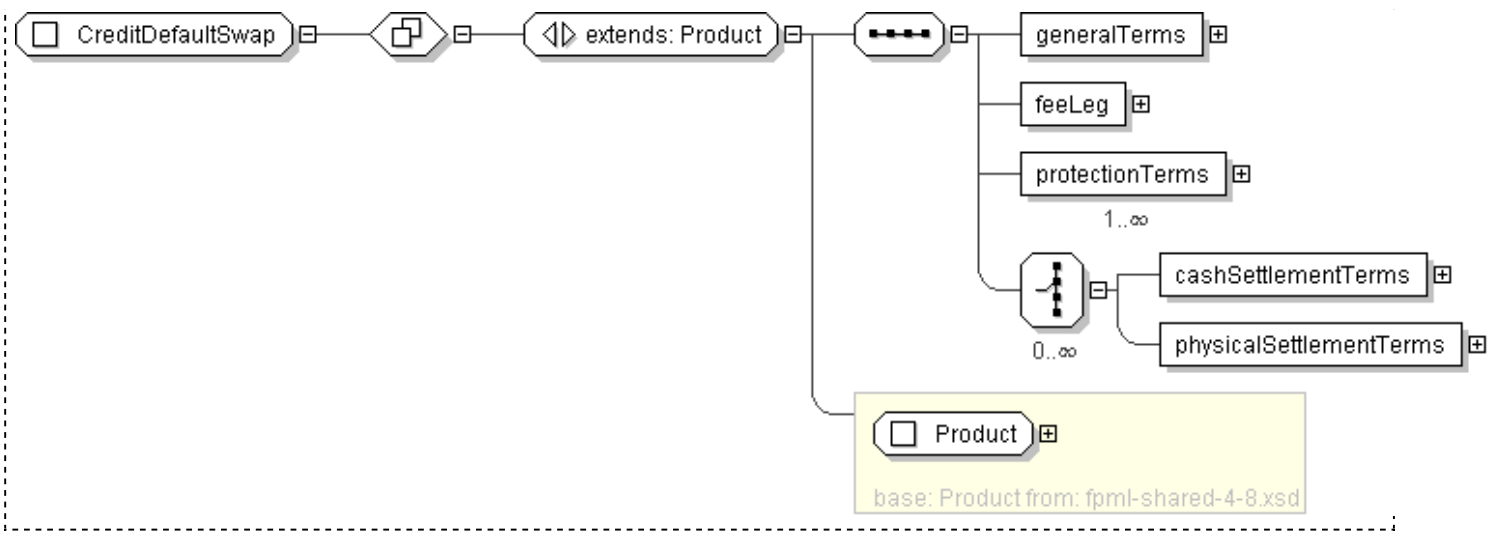 CreditDefaultSwap
extends: Product
generalTerms
feeLeg
protectionTerms
1..∞
cashSettlementTerms
physicalSettlementTerms
0..∞
Product
base: Product from: fpml-shared-4-8.xsd